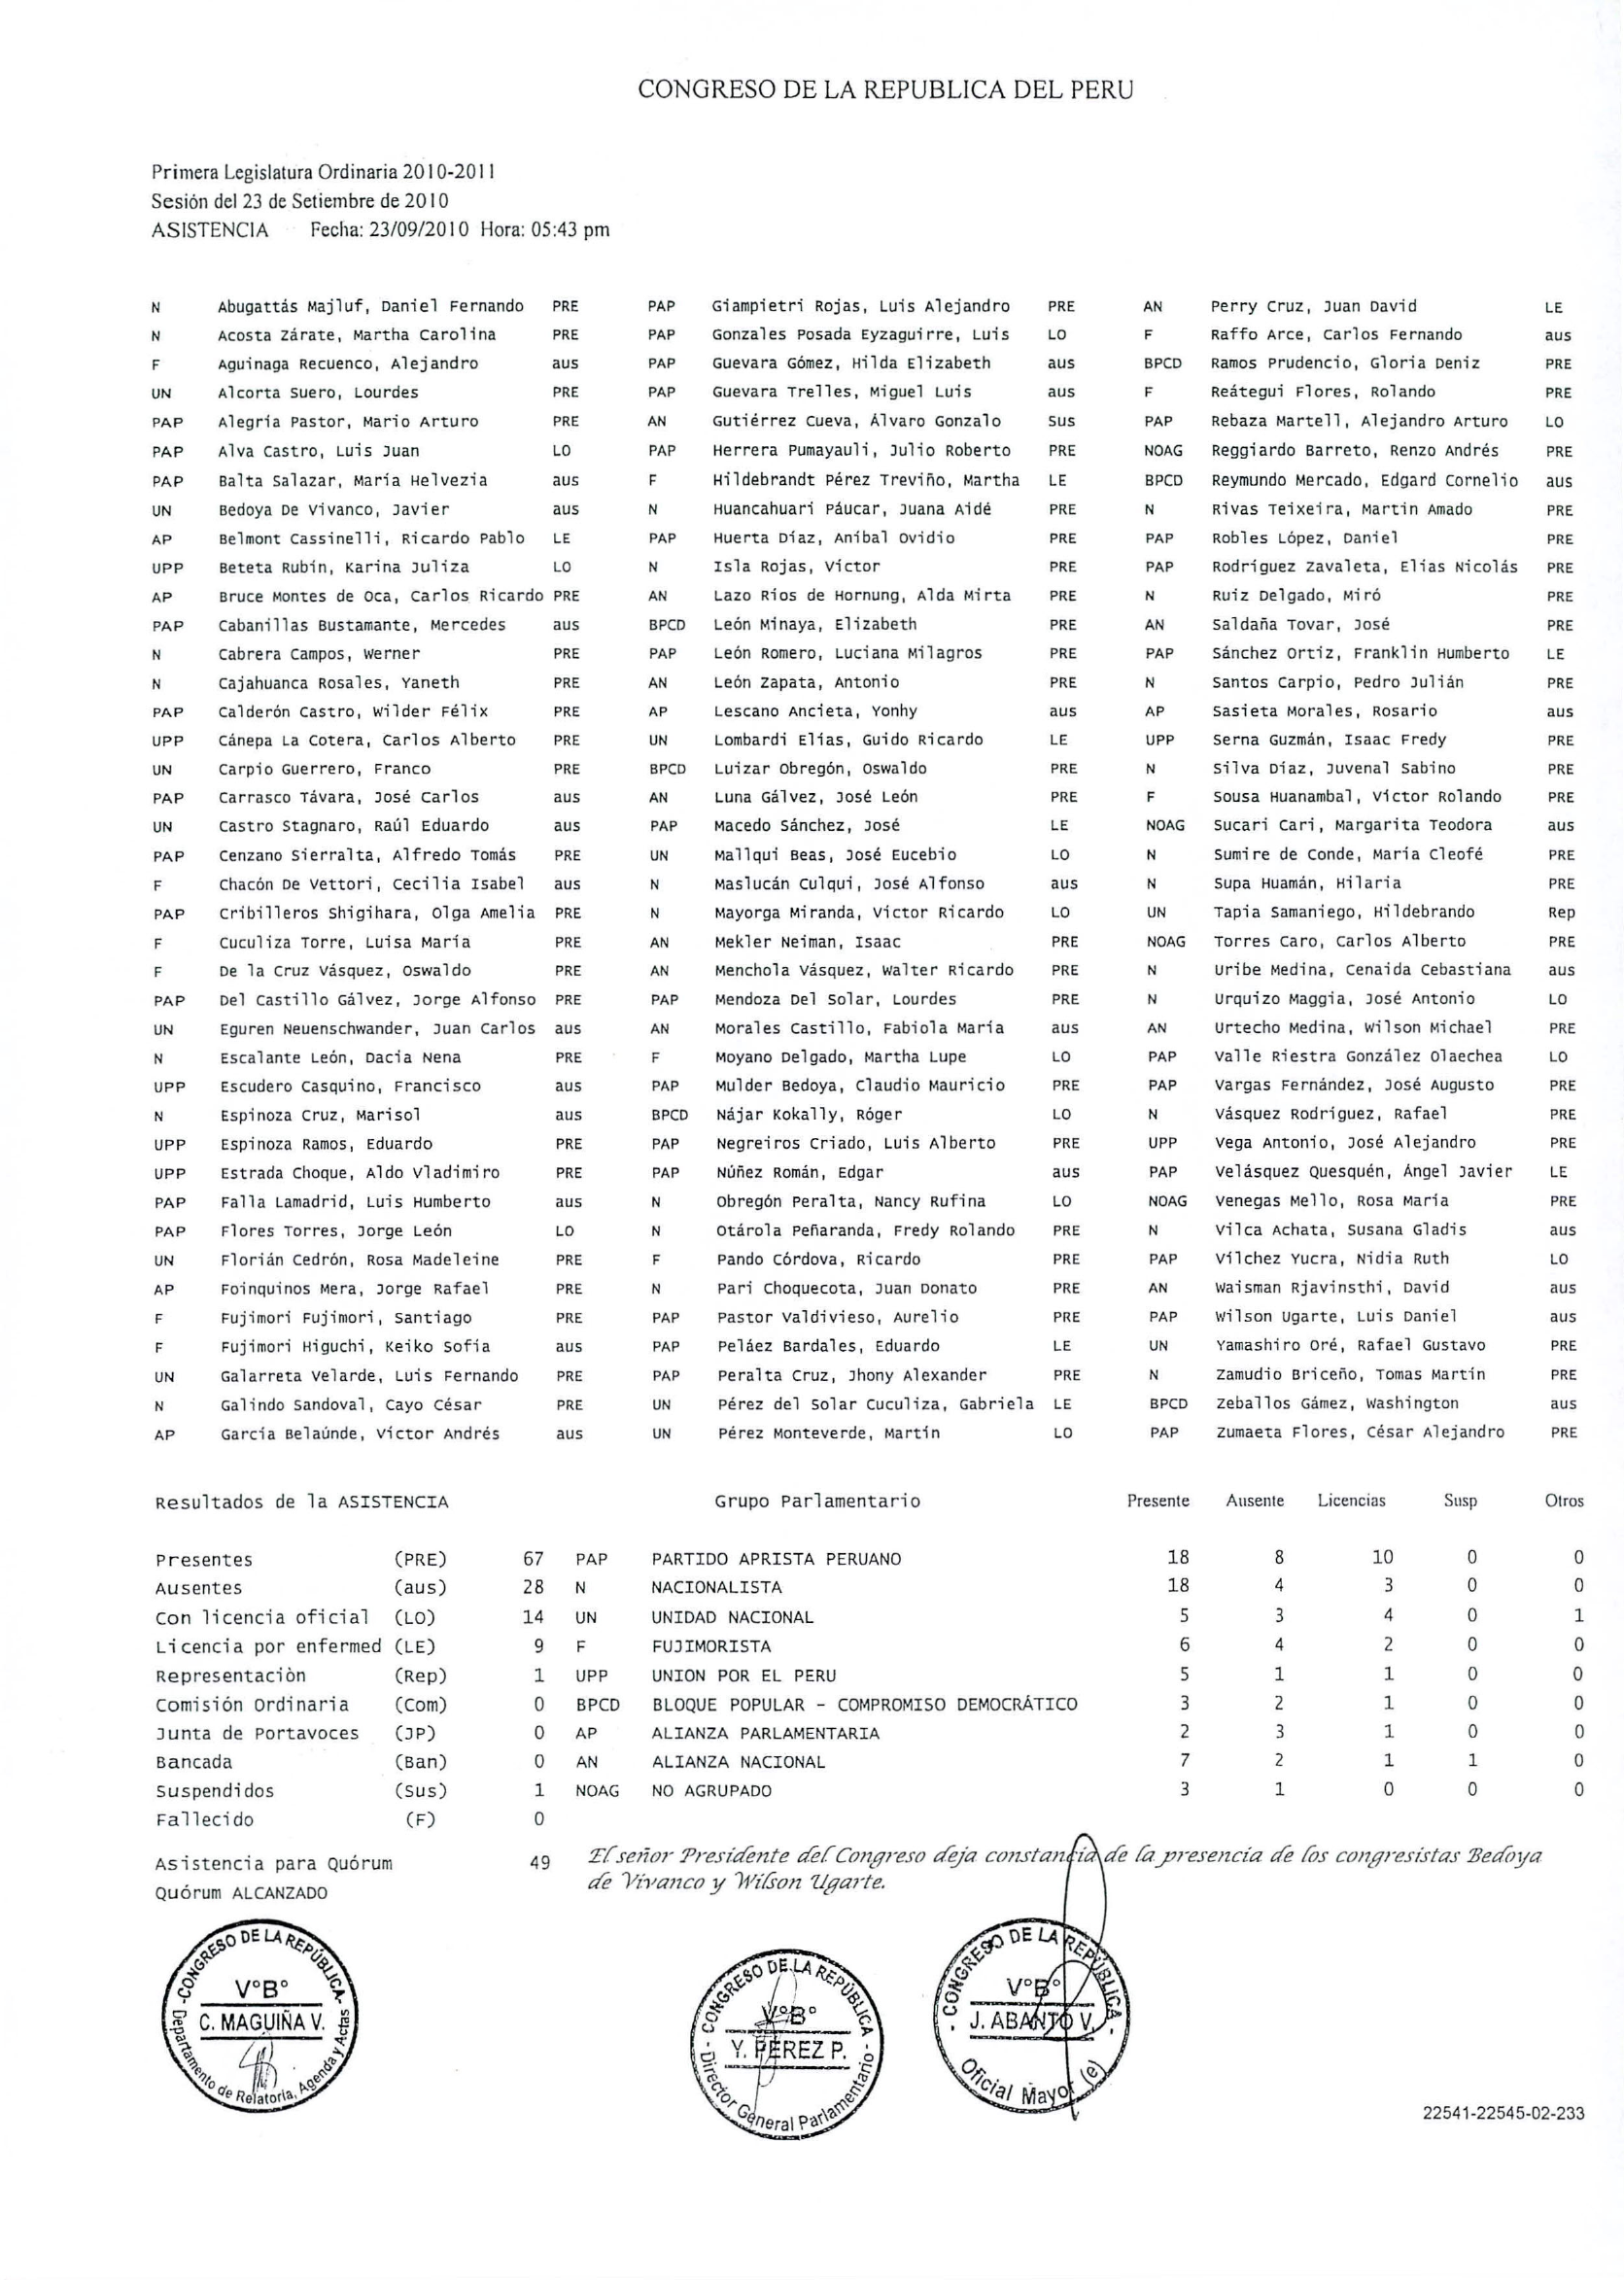 CONGRESO DE LA REPUBLICA DEL PERU
Primera Legislatura Ordinaria 2010-2011
Sesión del 23 de Setiembre de 2010
ASISTENCIA Fecha: 23/09/2010 Hora: 05:43 pm
N Abugattás Majluf, Daniel Fernando PRE PAP Giampietri Rojas, Luis Alejandro PRE AN Perry Cruz, Juan David LE
N Acosta Zárate, Martha Carolina PRE PAP Gonzales Posada Eyzaguirre, Luis LO F Raffo Arce, Carlos Fernando aus
F Aguinaga Recuenco, Alejandro aus PAP Guevara Gómez, Hilda Elizabeth aus BPCD Ramos Prudencio, Gloria Deniz PRE
UN Alcorta Suero, Lourdes PRE PAP Guevara Trelles, Miguel Luis aus F Reátegui Flores, Rolando PRE
PAP Alegría Pastor, Mario Arturo PRE AN Gutiérrez Cueva, Álvaro Gonzalo Sus PAP Rebaza Martell, Alejandro Arturo LO
PAP Alva Castro, Luis Juan LO PAP Herrera Pumayauli, Julio Roberto PRE NOAG Reggiardo Barreto, Renzo Andrés PRE
PAP Balta Salazar, María Helvezia aus F Hildebrandt Pérez Treviño, Martha LE BPCD Reymundo Mercado, Edgard Cornelio aus
UN Bedoya De Vivanco, Javier aus N Huancahuari Páucar, Juana Aidé PRE N Rivas Teixeira, Martin Amado PRE
AP Belmont Cassinelli, Ricardo Pablo LE PAP Huerta Díaz, Aníbal Ovidio PRE PAP Robles López, Daniel PRE
UPP Beteta Rubín, Karina Juliza LO N Isla Rojas, Víctor PRE PAP Rodríguez Zavaleta, Elías Nicolás PRE
AP Bruce Montes de Oca, Carlos Ricardo PRE AN Lazo Ríos de Hornung, Alda Mirta PRE N Ruiz Delgado, Miró PRE
PAP Cabanillas Bustamante, Mercedes aus BPCD León Minaya, Elizabeth PRE AN Saldaña Tovar, José PRE
N Cabrera Campos, Werner PRE PAP León Romero, Luciana Milagros PRE PAP Sánchez Ortiz, Franklin Humberto LE
N Cajahuanca Rosales, Yaneth PRE AN León Zapata, Antonio PRE N Santos Carpio, Pedro Julián PRE
PAP Calderón Castro, Wilder Félix PRE AP Lescano Ancieta, Yonhy aus AP Sasieta Morales, Rosario aus
UPP Cánepa La Cotera, Carlos Alberto PRE UN Lombardi Elías, Guido Ricardo LE UPP Serna Guzmán, Isaac Fredy PRE
UN Carpio Guerrero, Franco PRE BPCD Luizar Obregón, Oswaldo PRE N Silva Díaz, Juvenal Sabino PRE
PAP Carrasco Távara, José Carlos aus AN Luna Gálvez, José León PRE F Sousa Huanambal, Víctor Rolando PRE
UN Castro Stagnaro, Raúl Eduardo aus PAP Macedo Sánchez, José LE NOAG Sucari Cari, Margarita Teodora aus
PAP Cenzano Sierralta, Alfredo Tomás PRE UN Mallqui Beas, José Eucebio LO N Sumire de Conde, María Cleofé PRE
F Chacón De Vettori, Cecilia Isabel aus N Maslucán Culqui, José Alfonso aus N Supa Huamán, Hilaria PRE
PAP Cribilleros Shigihara, Olga Amelia PRE N Mayorga Miranda, Víctor Ricardo LO UN Tapia Samaniego, Hildebrando Rep
F Cuculiza Torre, Luisa María PRE AN Mekler Neiman, Isaac PRE NOAG Torres Caro, Carlos Alberto PRE
F De la Cruz Vásquez, Oswaldo PRE AN Menchola Vásquez, Walter Ricardo PRE N Uribe Medina, Cenaida Cebastiana aus
PAP Del Castillo Gálvez, Jorge Alfonso PRE PAP Mendoza Del Solar, Lourdes PRE N Urquizo Maggia, José Antonio LO
UN Eguren Neuenschwander, Juan Carlos aus AN Morales Castillo, Fabiola María aus AN Urtecho Medina, Wilson Michael PRE
N Escalante León, Dacia Nena PRE F Moyano Delgado, Martha Lupe LO PAP Valle Riestra González Olaechea LO
UPP Escudero Casquino, Francisco aus PAP Mulder Bedoya, Claudio Mauricio PRE PAP Vargas Fernández, José Augusto PRE
N Espinoza Cruz, Marisol aus BPCD Nájar Kokally, Róger LO N Vásquez Rodríguez, Rafael PRE
UPP Espinoza Ramos, Eduardo PRE PAP Negreiros Criado, Luis Alberto PRE UPP Vega Antonio, José Alejandro PRE
UPP Estrada Choque, Aldo Vladimiro PRE PAP Núñez Román, Edgar aus PAP Velásquez Quesquén, Ángel Javier LE
PAP Falla Lamadrid, Luis Humberto aus N Obregón Peralta, Nancy Rufina LO NOAG Venegas Mello, Rosa María PRE
PAP Flores Torres, Jorge León LO N Otárola Peñaranda, Fredy Rolando PRE N Vilca Achata, Susana Gladis aus
UN Florián Cedrón, Rosa Madeleine PRE F Pando Córdova, Ricardo PRE PAP Vílchez Yucra, Nidia Ruth LO
AP Foinquinos Mera, Jorge Rafael PRE N Pari Choquecota, Juan Donato PRE AN Waisman Rjavinsthi, David aus
F Fujimori Fujimori, Santiago PRE PAP Pastor Valdivieso, Aurelio PRE PAP Wilson Ugarte, Luis Daniel aus
F Fujimori Higuchi, Keiko Sofía aus PAP Peláez Bardales, Eduardo LE UN Yamashiro Oré, Rafael Gustavo PRE
UN Galarreta Velarde, Luis Fernando PRE PAP Peralta Cruz, Jhony Alexander PRE N Zamudio Briceño, Tomas Martín PRE
N Galindo Sandoval, Cayo César PRE UN Pérez del Solar Cuculiza, Gabriela LE BPCD Zeballos Gámez, Washington aus
AP García Belaúnde, Víctor Andrés aus UN Pérez Monteverde, Martín LO PAP Zumaeta Flores, César Alejandro PRE
Resultados de la ASISTENCIA Grupo Parlamentario Presente Ausente Licencias Susp Otros
Presentes (PRE) 67 PAP PARTIDO APRISTA PERUANO 18 8 10 0 0
Ausentes (aus) 28 N NACIONALISTA 18 4 3 0 0
Con licencia oficial (LO) 14 UN UNIDAD NACIONAL 5 3 4 0 1
Licencia por enfermed (LE) 9 F FUJIMORISTA 6 4 2 0 0
Representaciòn (Rep) 1 UPP UNION POR EL PERU 5 1 1 0 0
Comisión Ordinaria (Com) 0 BPCD BLOQUE POPULAR - COMPROMISO DEMOCRÁTICO 3 2 1 0 0
Junta de Portavoces (JP) 0 AP ALIANZA PARLAMENTARIA 2 3 1 0 0
Bancada (Ban) 0 AN ALIANZA NACIONAL 7 2 1 1 0
Suspendidos (Sus) 1 NOAG NO AGRUPADO 3 1 0 0 0
Fallecido (F) 0
Asistencia para Quórum 49
Quórum ALCANZADO
El señor Presidente del Congreso deja constancia de la presencia de los congresistas Bedoya
de Vivanco y Wilson Ugarte.
-CONGRESO DE LA REPÚBLICA-
V°B°
C. MAGUIÑA V.
Departamento de Relatoría, Agenda y Actas
- CONGRESO DE LA REPÚBLICA -
V°B°
Y. PÉREZ P.
Director General Parlamentario
- CONGRESO DE LA REPÚBLICA -
V°B°
J. ABANTO V.
Oficial Mayor (e)
22541-22545-02-233